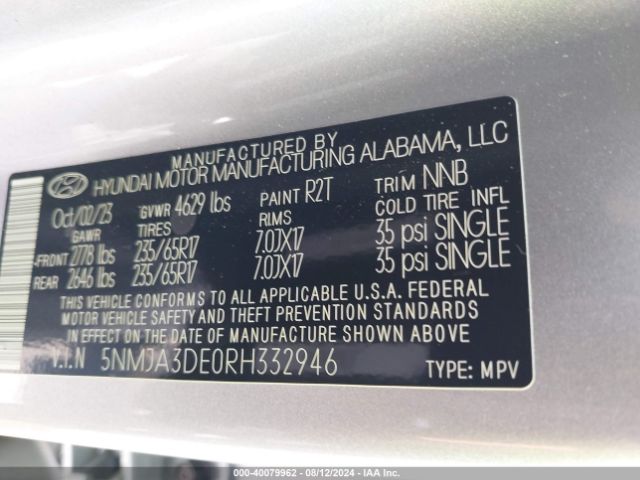 MANUFACTURED BY
HYUNDAI MOTOR MANUFACTURING ALABAMA, LLC
Oct/02/23 GVWR 4629 lbs PAINT R2T TRIM NNB
GAWR TIRES RIMS COLD TIRE INFL
FRONT 2778 lbs 235/65R17 7.0JX17 35 psi SINGLE
REAR 2646 lbs 235/65R17 7.0JX17 35 psi SINGLE
THIS VEHICLE CONFORMS TO ALL APPLICABLE U.S.A. FEDERAL
MOTOR VEHICLE SAFETY AND THEFT PREVENTION STANDARDS
IN EFFECT ON THE DATE OF MANUFACTURE SHOWN ABOVE
V.I.N 5NMJA3DE0RH332946 TYPE: MPV
000-40079962 - 08/12/2024 - IAAI.COM